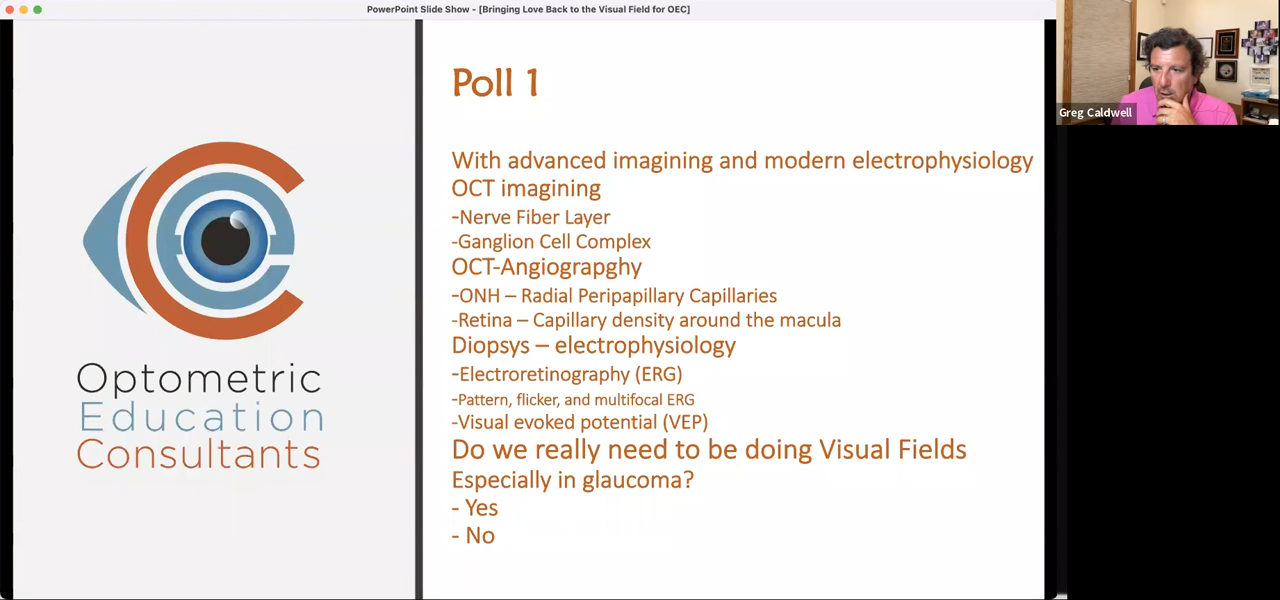 PowerPoint Slide Show - [Bringing Love Back to the Visual Field for OEC]
Poll 1
With advanced imagining and modern electrophysiology
OCT imagining
-Nerve Fiber Layer
-Ganglion Cell Complex
OCT-Angiograpghy
-ONH – Radial Peripapillary Capillaries
-Retina – Capillary density around the macula
Diopsys – electrophysiology
-Electroretinography (ERG)
-Pattern, flicker, and multifocal ERG
-Visual evoked potential (VEP)
Do we really need to be doing Visual Fields
Especially in glaucoma?
- Yes
- No
Optometric
Education
Consultants
Greg Caldwell